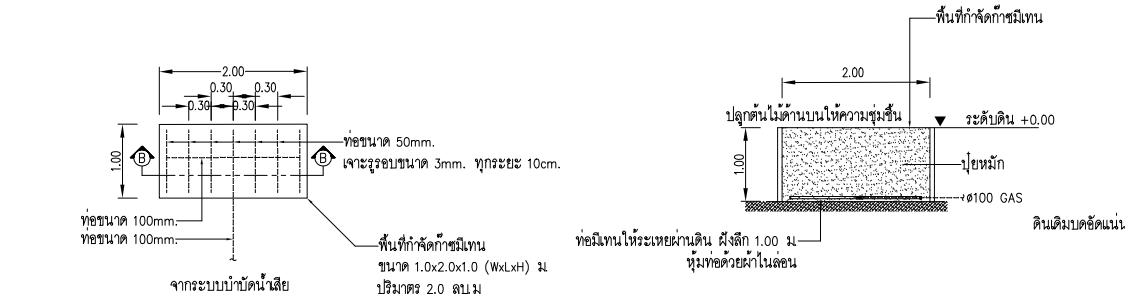 พื้นที่กำจัดก๊าซมีเทน
2.00
0.30 0.30
0.30 0.30
1.00
B
B
ท่อขนาด 50mm.
เจาะรูรอบขนาด 3mm. ทุกระยะ 10cm.
ท่อขนาด 100mm.
ท่อขนาด 100mm.
พื้นที่กำจัดก๊าซมีเทน
ขนาด 1.0x2.0x1.0 (WxLxH) ม.
ปริมาตร 2.0 ลบ.ม
จากระบบบำบัดน้ำเสีย
2.00
ปลูกต้นไม้ด้านบนให้ความชุ่มชื้น
ระดับดิน +0.00
1.00
ปุ๋ยหมัก
ø100 GAS
ดินเดิมบดอัดแน่น
ท่อมีเทนให้ระเหยผ่านดิน ฝังลึก 1.00 ม.
หุ้มท่อด้วยผ้าไนล่อน